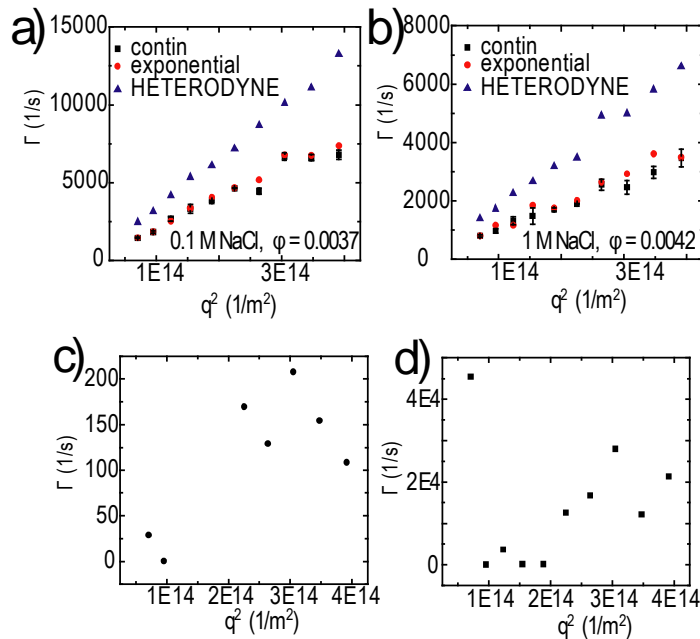 a)
15000
10000
5000
0
Γ (1/s)
contin
exponential
HETERODYNE
0.1 M NaCl, φ = 0.0037
1E14
3E14
q² (1/m²)
b)
8000
6000
4000
2000
0
Γ (1/s)
contin
exponential
HETERODYNE
1 M NaCl, φ = 0.0042
1E14
3E14
q² (1/m²)
c)
200
150
100
50
0
Γ (1/s)
1E14
2E14
3E14
4E14
q² (1/m²)
d)
4E4
2E4
0
Γ (1/s)
1E14
2E14
3E14
4E14
q² (1/m²)